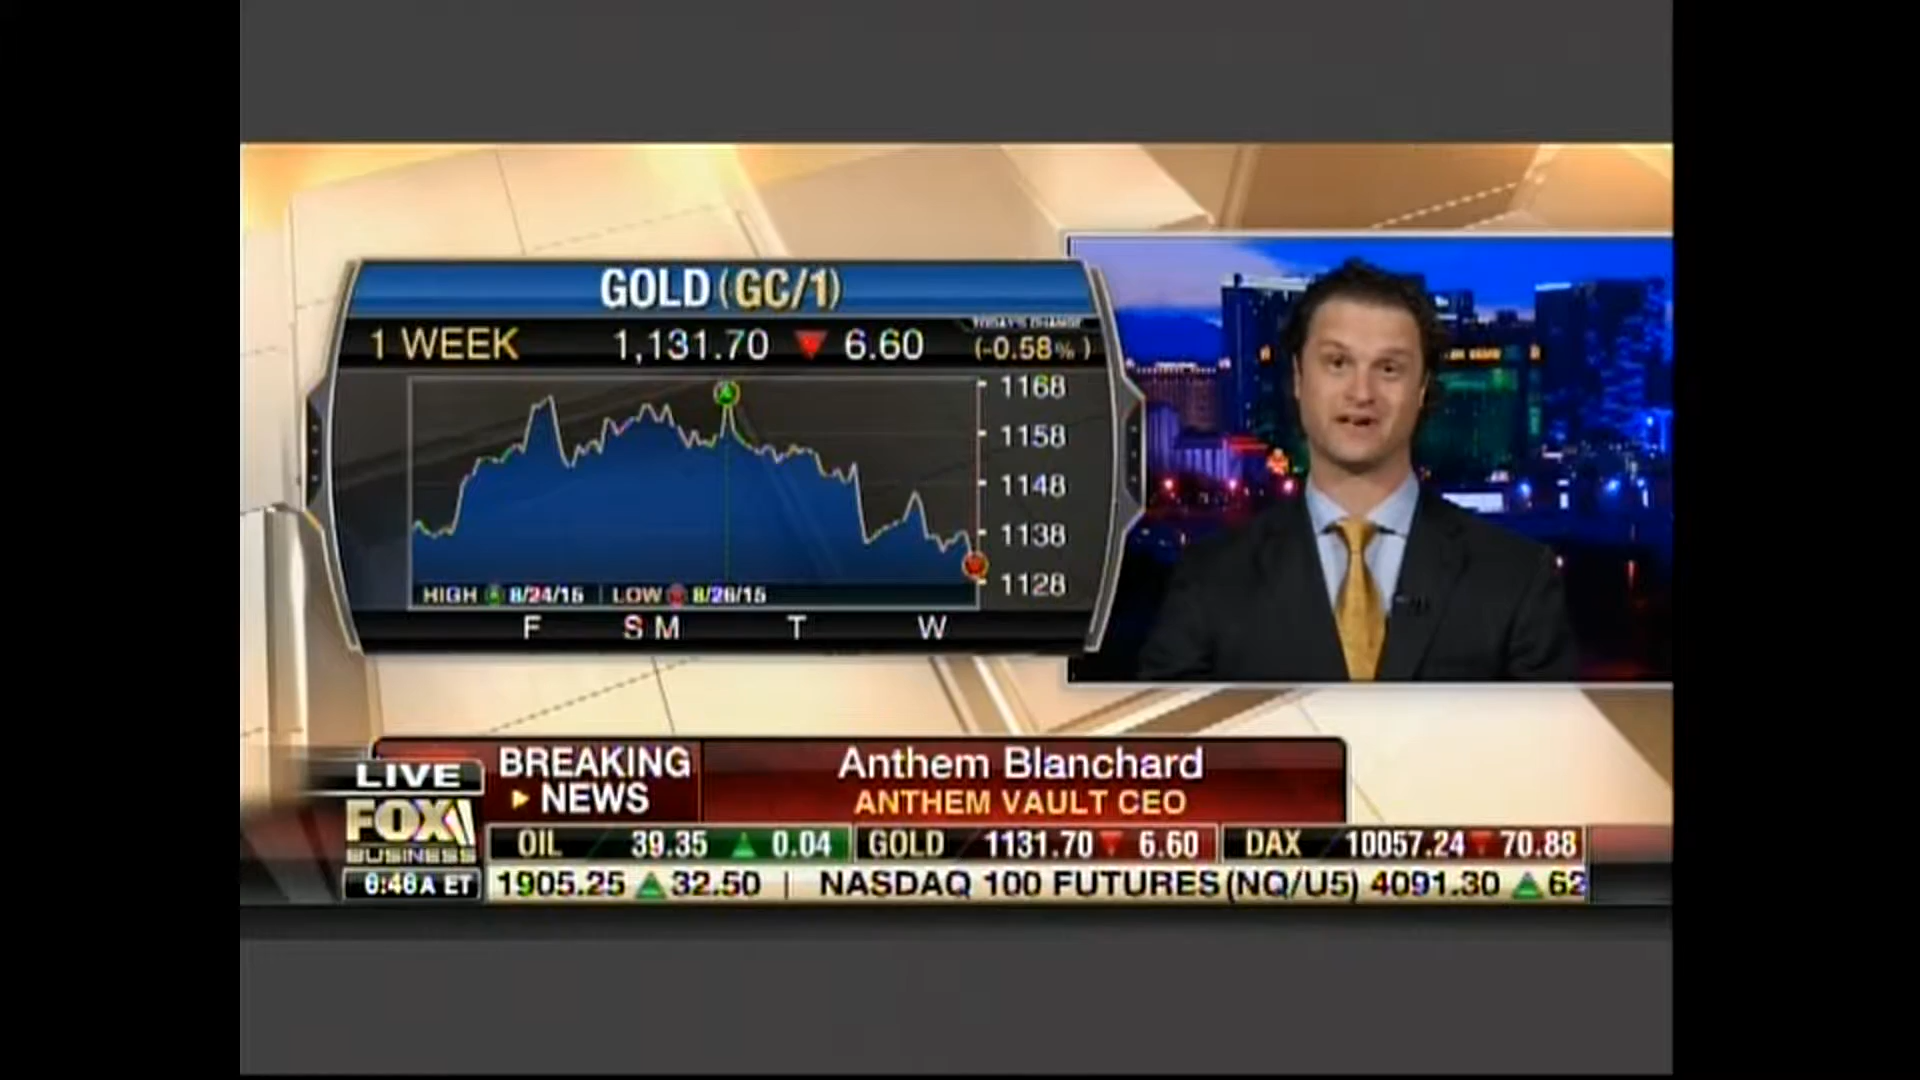 GOLD (GC/1)
1 WEEK 1,131.70 ▼ 6.60 TODAY'S CHANGE (-0.58%)
1168
1158
1148
1138
1128
HIGH 8/24/15 | LOW 8/26/15
F S M T W
BREAKING NEWS
Anthem Blanchard
ANTHEM VAULT CEO
LIVE
FOX
BUSINESS
6:46A ET
OIL 39.35 ▲ 0.04 GOLD 1131.70 ▼ 6.60 DAX 10057.24 ▼ 70.88
1905.25 ▲ 32.50 | NASDAQ 100 FUTURES (NQ/U5) 4091.30 ▲ 62